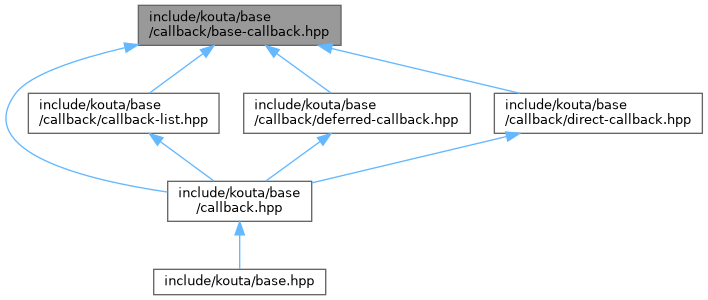 include/kouta/base
/callback/base-callback.hpp
include/kouta/base
/callback/callback-list.hpp
include/kouta/base
/callback/deferred-callback.hpp
include/kouta/base
/callback/direct-callback.hpp
include/kouta/base
/callback.hpp
include/kouta/base.hpp